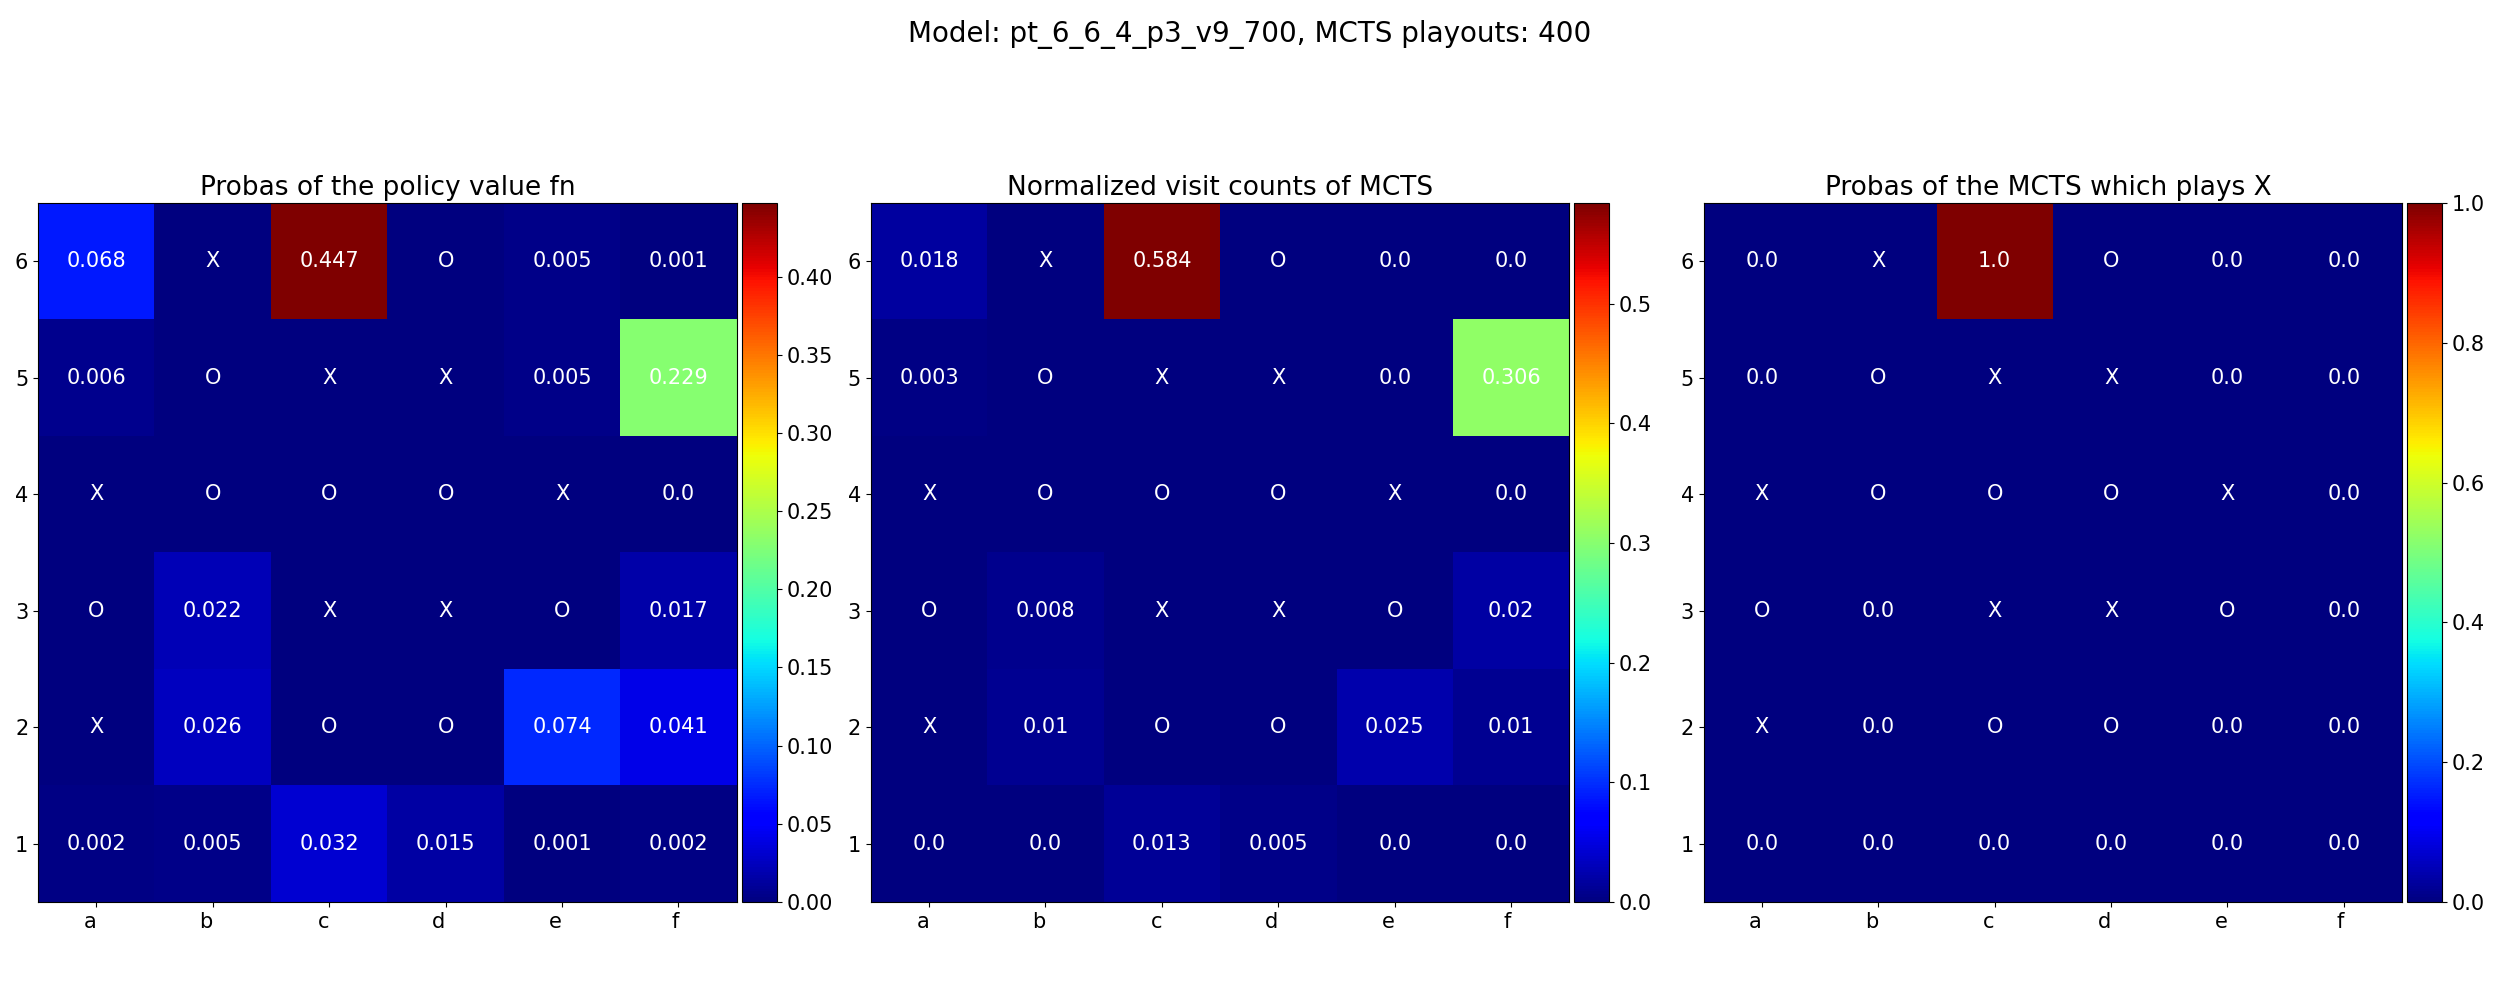 Model: pt_6_6_4_p3_v9_700, MCTS playouts: 400
Probas of the policy value fn
6 0.068 X 0.447 O 0.005 0.001
5 0.006 O X X 0.005 0.229
4 X O O O X 0.0
3 O 0.022 X X O 0.017
2 X 0.026 O O 0.074 0.041
1 0.002 0.005 0.032 0.015 0.001 0.002
a b c d e f
0.40
0.35
0.30
0.25
0.20
0.15
0.10
0.05
0.00
Normalized visit counts of MCTS
6 0.018 X 0.584 O 0.0 0.0
5 0.003 O X X 0.0 0.306
4 X O O O X 0.0
3 O 0.008 X X O 0.02
2 X 0.01 O O 0.025 0.01
1 0.0 0.0 0.013 0.005 0.0 0.0
a b c d e f
0.5
0.4
0.3
0.2
0.1
0.0
Probas of the MCTS which plays X
6 0.0 X 1.0 O 0.0 0.0
5 0.0 O X X 0.0 0.0
4 X O O O X 0.0
3 O 0.0 X X O 0.0
2 X 0.0 O O 0.0 0.0
1 0.0 0.0 0.0 0.0 0.0 0.0
a b c d e f
1.0
0.8
0.6
0.4
0.2
0.0